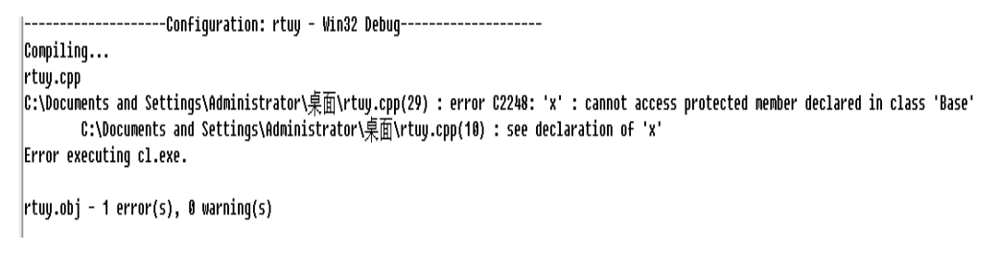 --------------------Configuration: rtuy - Win32 Debug--------------------
Compiling...
rtuy.cpp
C:\Documents and Settings\Administrator\桌面\rtuy.cpp(29) : error C2248: 'x' : cannot access protected member declared in class 'Base'
C:\Documents and Settings\Administrator\桌面\rtuy.cpp(10) : see declaration of 'x'
Error executing cl.exe.
rtuy.obj - 1 error(s), 0 warning(s)